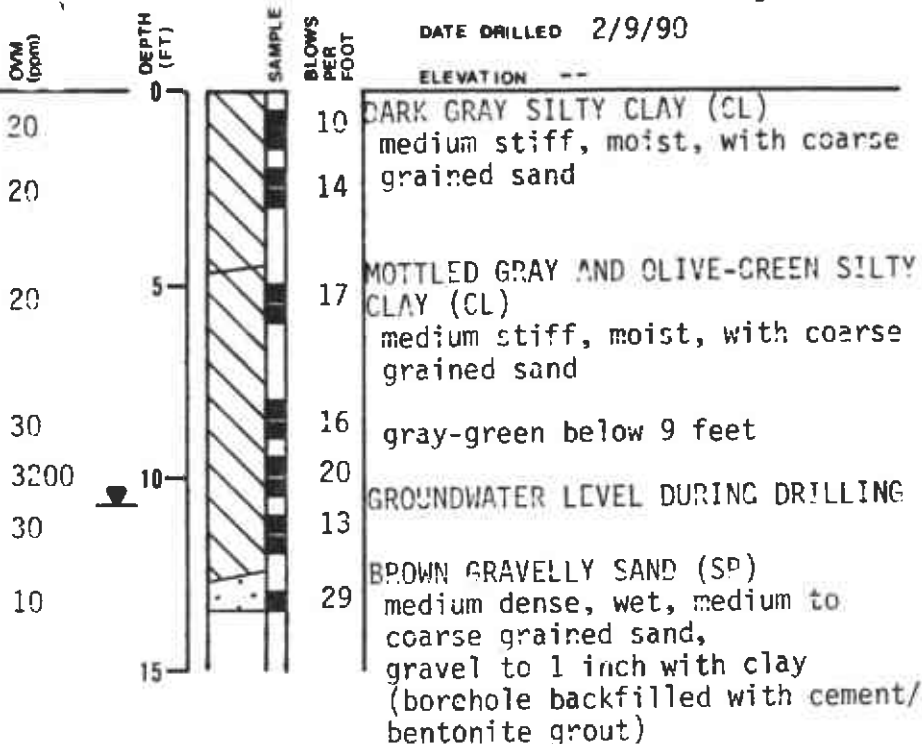 OVM (ppm)
DEPTH (FT)
SAMPLE
BLOWS PER FOOT
DATE DRILLED 2/9/90
ELEVATION --
0
20 10 DARK GRAY SILTY CLAY (CL)
medium stiff, moist, with coarse
20 14 grained sand
MOTTLED GRAY AND OLIVE-GREEN SILTY
20 5 17 CLAY (CL)
medium stiff, moist, with coarse
grained sand
30 16 gray-green below 9 feet
3200 10 20
GROUNDWATER LEVEL DURING DRILLING
30 13
BROWN GRAVELLY SAND (SP)
10 29 medium dense, wet, medium to
coarse grained sand,
15 gravel to 1 inch with clay
(borehole backfilled with cement/
bentonite grout)